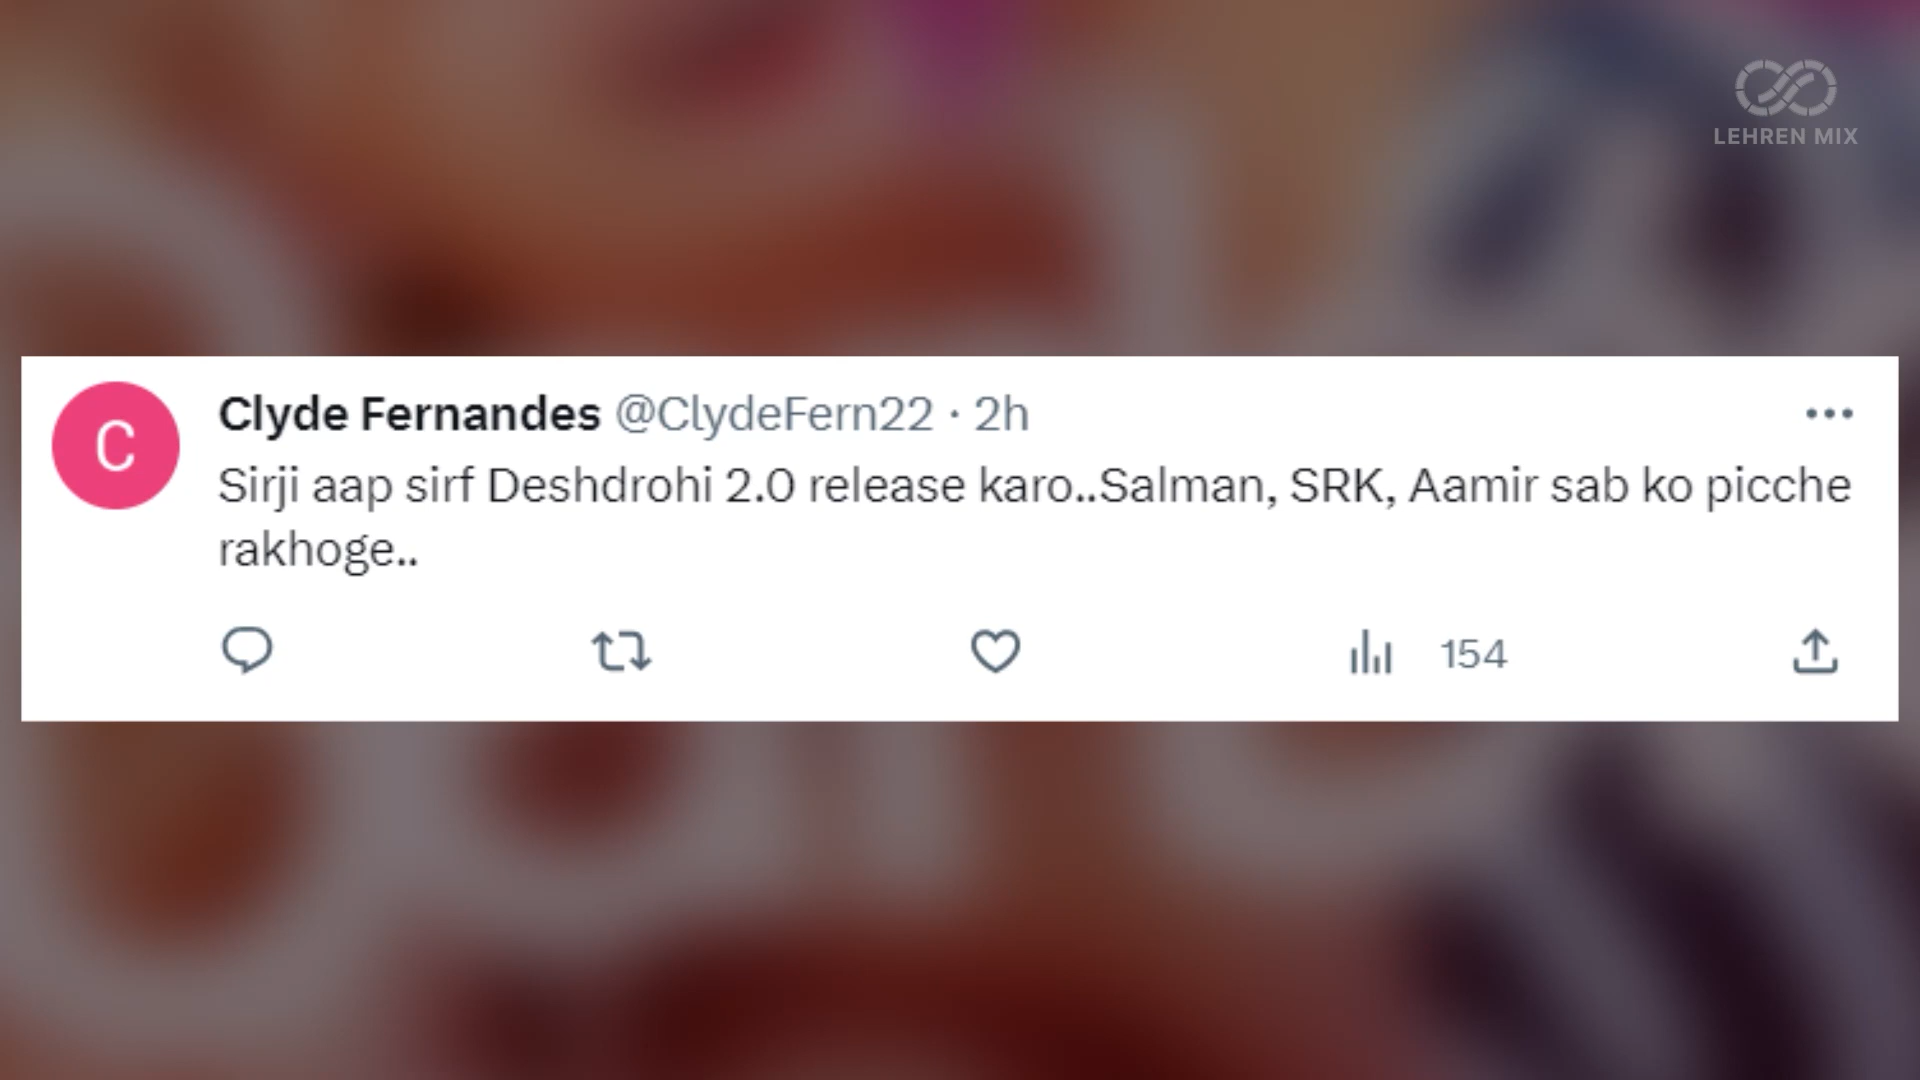 LEHREN MIX
Clyde Fernandes @ClydeFern22 · 2h
C
Sirji aap sirf Deshdrohi 2.0 release karo..Salman, SRK, Aamir sab ko picche
rakhoge..
154